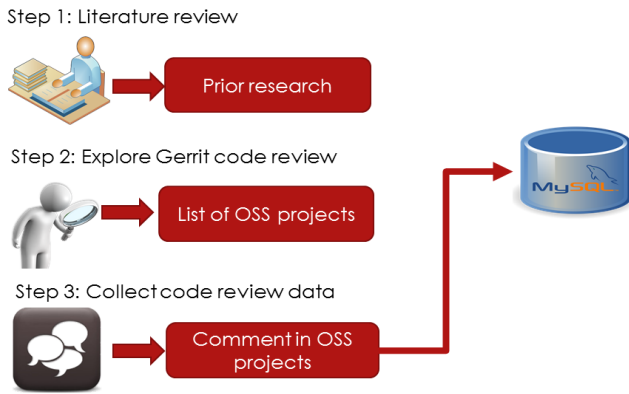 Step 1: Literature review
Prior research
Step 2: Explore Gerrit code review
List of OSS projects
MySQL
Step 3: Collect code review data
Comment in OSS
projects